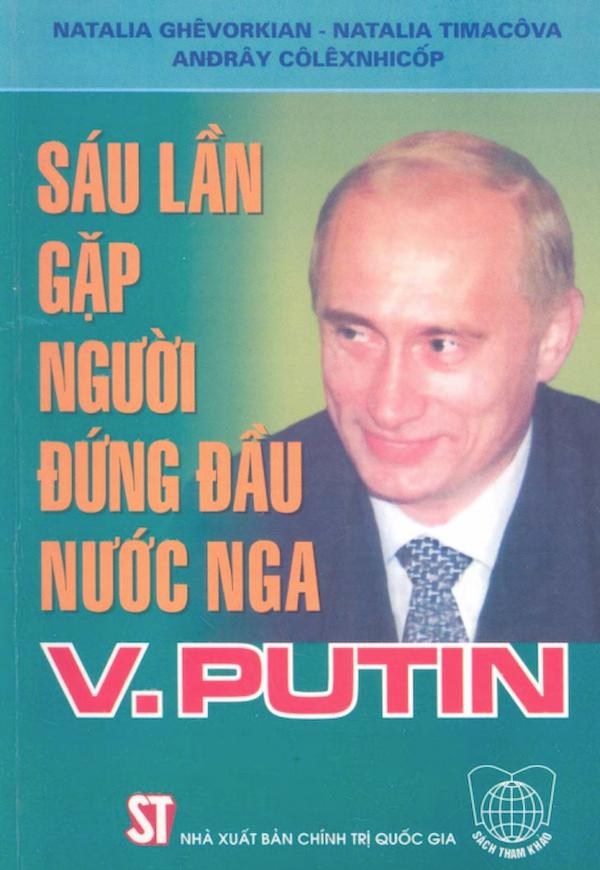 NATALIA GHÊVORKIAN - NATALIA TIMACÔVA
ANĐRÂY CÔLÊXNHICỐP
SÁU LẦN
GẶP
NGƯỜI
ĐỨNG ĐẦU
NƯỚC NGA
V.PUTIN
ST
NHÀ XUẤT BẢN CHÍNH TRỊ QUỐC GIA
SÁCH THAM KHẢO